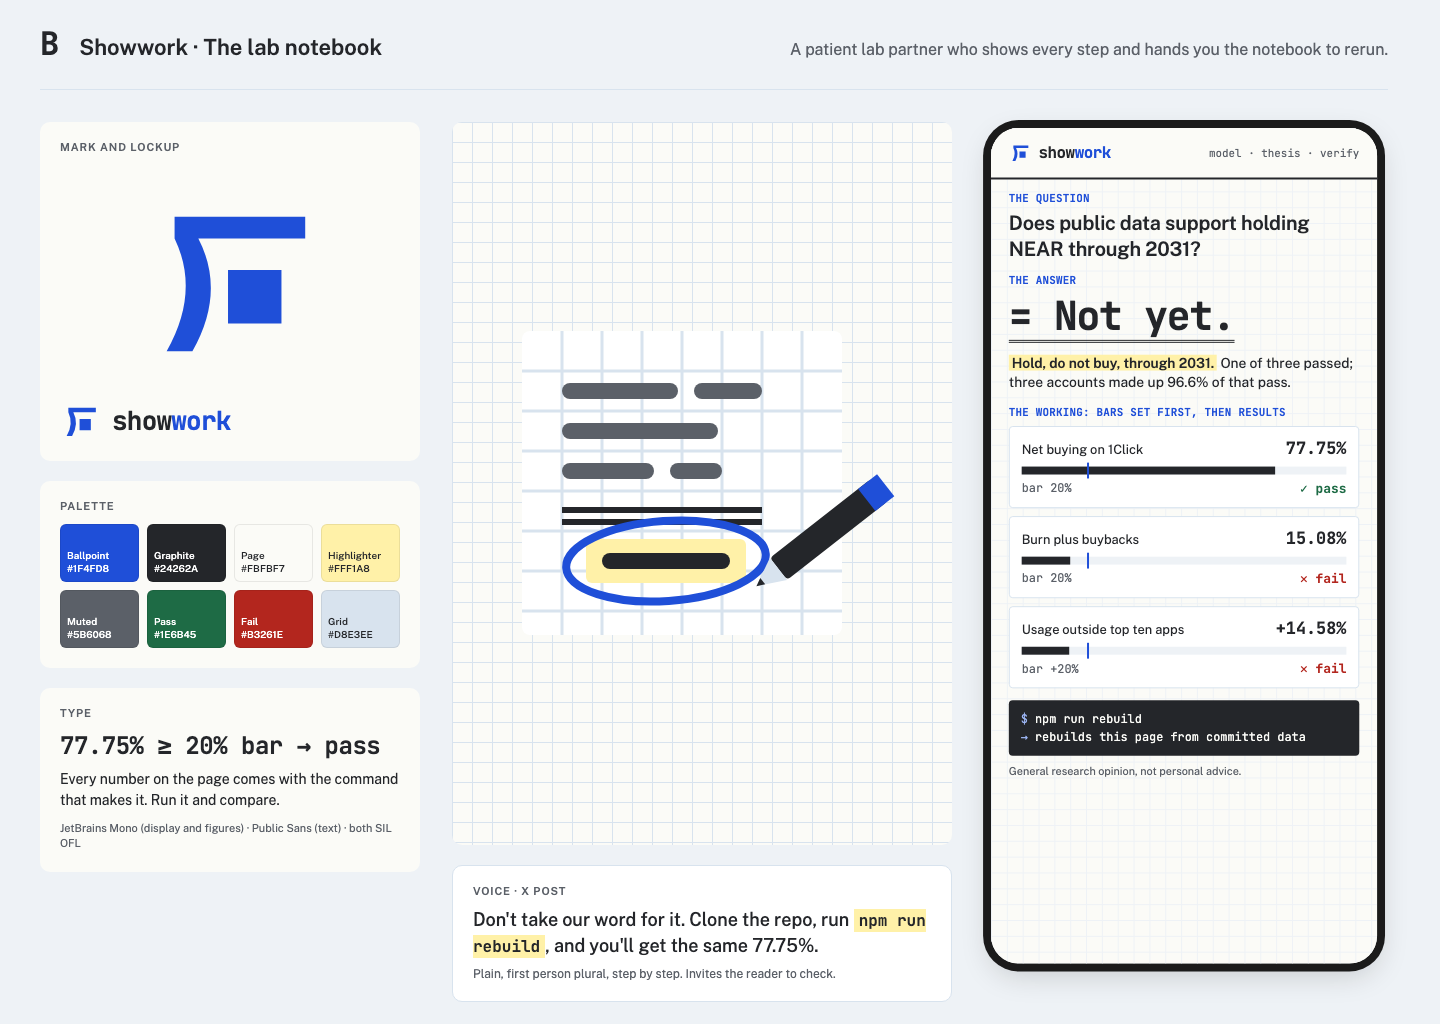 B Showwork · The lab notebook
A patient lab partner who shows every step and hands you the notebook to rerun.
MARK AND LOCKUP
showwork
PALETTE
Ballpoint
#1F4FD8
Graphite
#24262A
Page
#FBFBF7
Highlighter
#FFF1A8
Muted
#5B6068
Pass
#1E6B45
Fail
#B3261E
Grid
#D8E3EE
TYPE
77.75% ≥ 20% bar → pass
Every number on the page comes with the command
that makes it. Run it and compare.
JetBrains Mono (display and figures) · Public Sans (text) · both SIL
OFL
VOICE · X POST
Don't take our word for it. Clone the repo, run npm run
rebuild, and you'll get the same 77.75%.
Plain, first person plural, step by step. Invites the reader to check.
showwork
model · thesis · verify
THE QUESTION
Does public data support holding
NEAR through 2031?
THE ANSWER
= Not yet.
Hold, do not buy, through 2031. One of three passed;
three accounts made up 96.6% of that pass.
THE WORKING: BARS SET FIRST, THEN RESULTS
Net buying on 1Click 77.75%
bar 20% ✓ pass
Burn plus buybacks 15.08%
bar 20% × fail
Usage outside top ten apps +14.58%
bar +20% × fail
$ npm run rebuild
→ rebuilds this page from committed data
General research opinion, not personal advice.